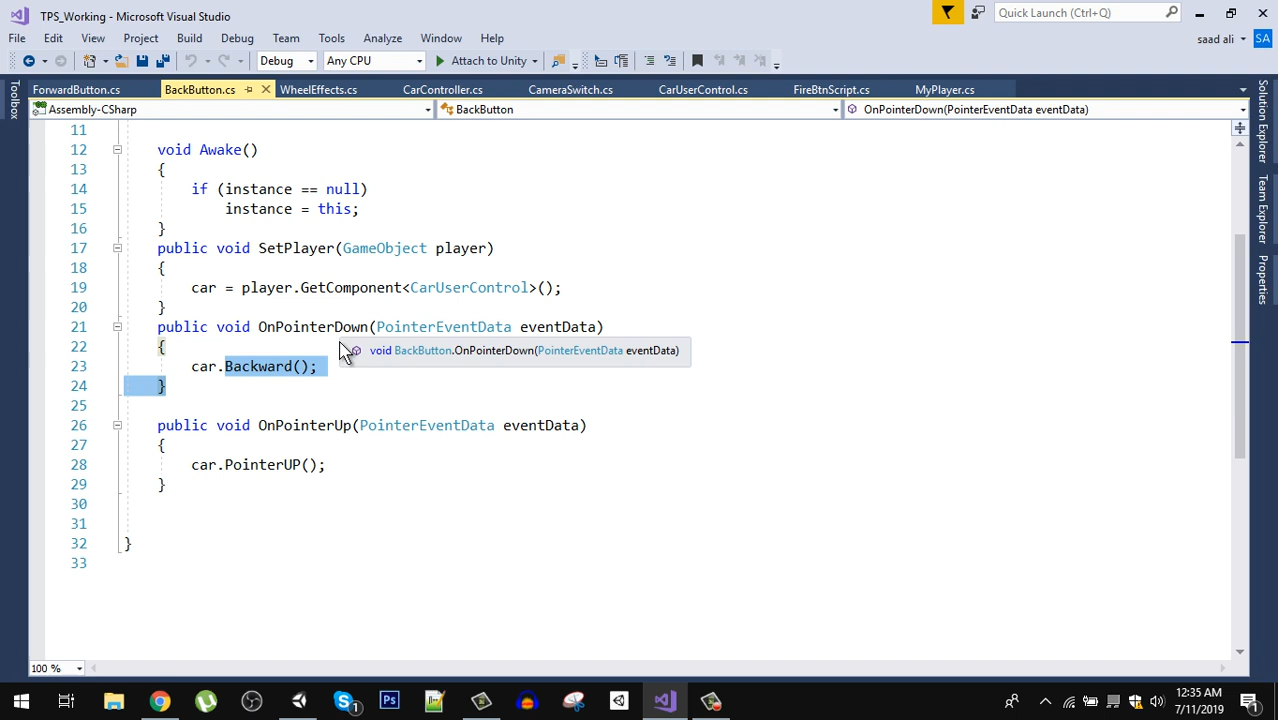 TPS_Working - Microsoft Visual Studio
Quick Launch (Ctrl+Q)
File Edit View Project Build Debug Team Tools Analyze Window Help
saad ali SA
Debug Any CPU Attach to Unity
ForwardButton.cs BackButton.cs WheelEffects.cs CarController.cs CameraSwitch.cs CarUserControl.cs FireBtnScript.cs MyPlayer.cs
Assembly-CSharp BackButton OnPointerDown(PointerEventData eventData)
Toolbox
Solution Explorer
Team Explorer
Properties
11
12 void Awake()
13 {
14 if (instance == null)
15 instance = this;
16 }
17 public void SetPlayer(GameObject player)
18 {
19 car = player.GetComponent<CarUserControl>();
20 }
21 public void OnPointerDown(PointerEventData eventData)
22 {
void BackButton.OnPointerDown(PointerEventData eventData)
23 car.Backward();
24 }
25
26 public void OnPointerUp(PointerEventData eventData)
27 {
28 car.PointerUP();
29 }
30
31
32 }
33
100 %
12:35 AM
7/11/2019
1
1
Ps